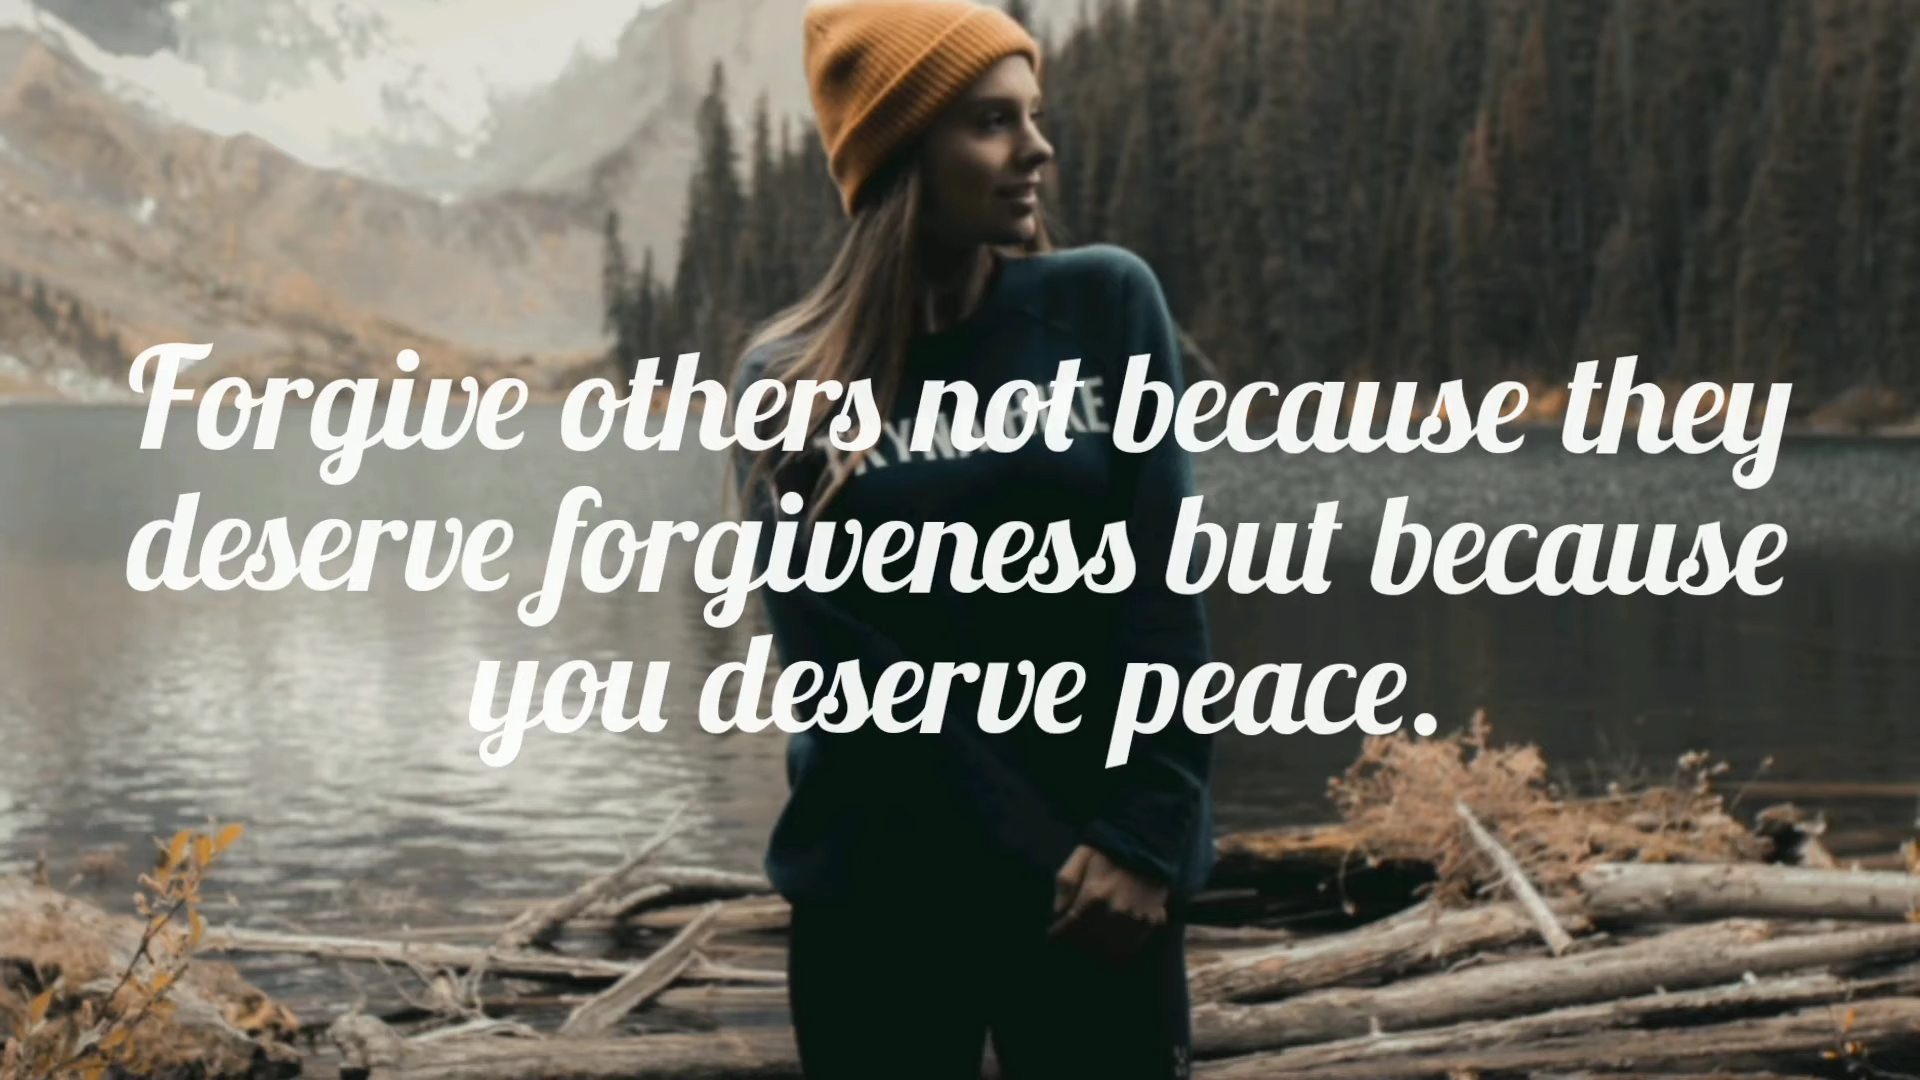 Forgive others not because they
deserve forgiveness but because
you deserve peace.